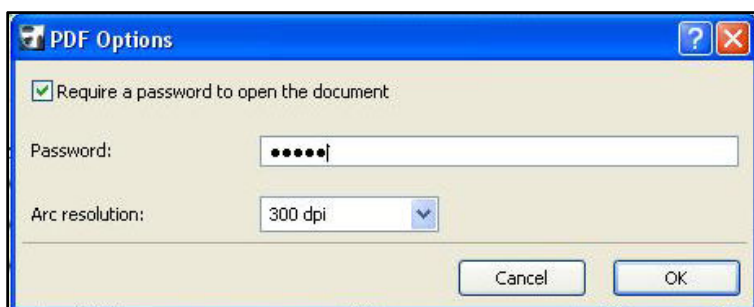 PDF Options
Require a password to open the document
Password: •••••
Arc resolution: 300 dpi
Cancel OK